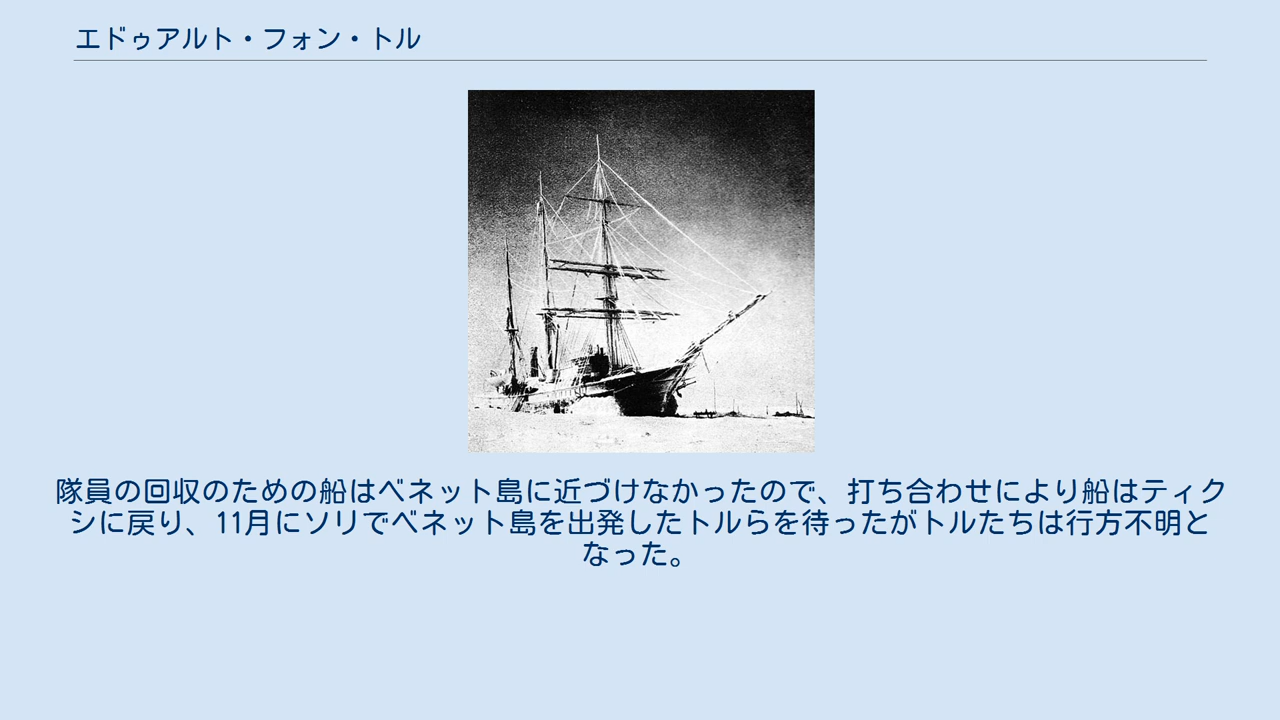 エドゥアルト・フォン・トル
隊員の回収のための船はベネット島に近づけなかったので、打ち合わせにより船はティク
シに戻り、11月にソリでベネット島を出発したトルらを待ったがトルたちは行方不明と
なった。